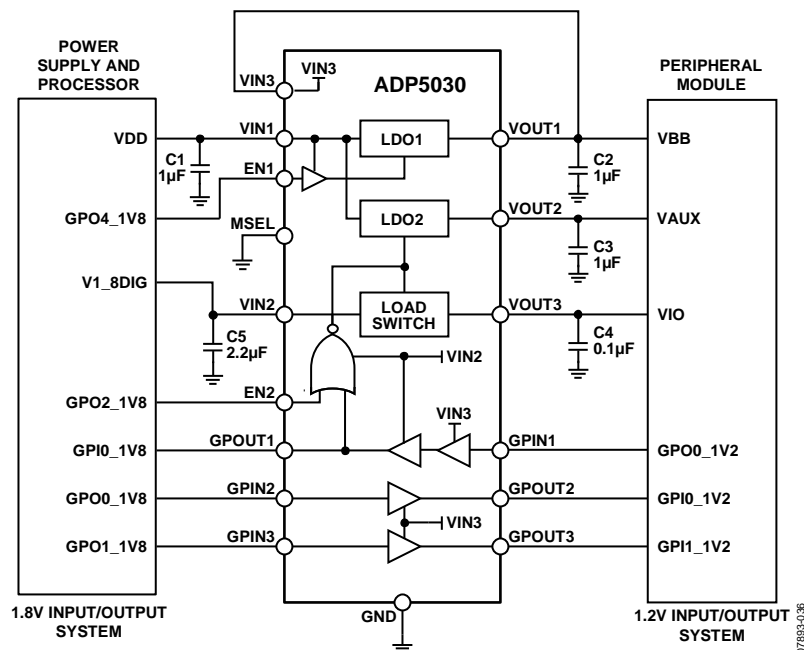 POWER
SUPPLY AND
PROCESSOR
VIN3
VIN3
ADP5030
PERIPHERAL
MODULE
VDD
VIN1
LDO1
VOUT1
VBB
C1
1µF
EN1
C2
1µF
GPO4_1V8
MSEL
LDO2
VOUT2
VAUX
C3
1µF
V1_8DIG
VIN2
LOAD
SWITCH
VOUT3
VIO
C5
2.2µF
C4
0.1µF
VIN2
GPO2_1V8
EN2
VIN3
GPI0_1V8
GPOUT1
GPIN1
GPO0_1V2
GPO0_1V8
GPIN2
GPOUT2
GPI0_1V2
VIN3
GPO1_1V8
GPIN3
GPOUT3
GPI1_1V2
GND
1.8V INPUT/OUTPUT
SYSTEM
1.2V INPUT/OUTPUT
SYSTEM
07893-036